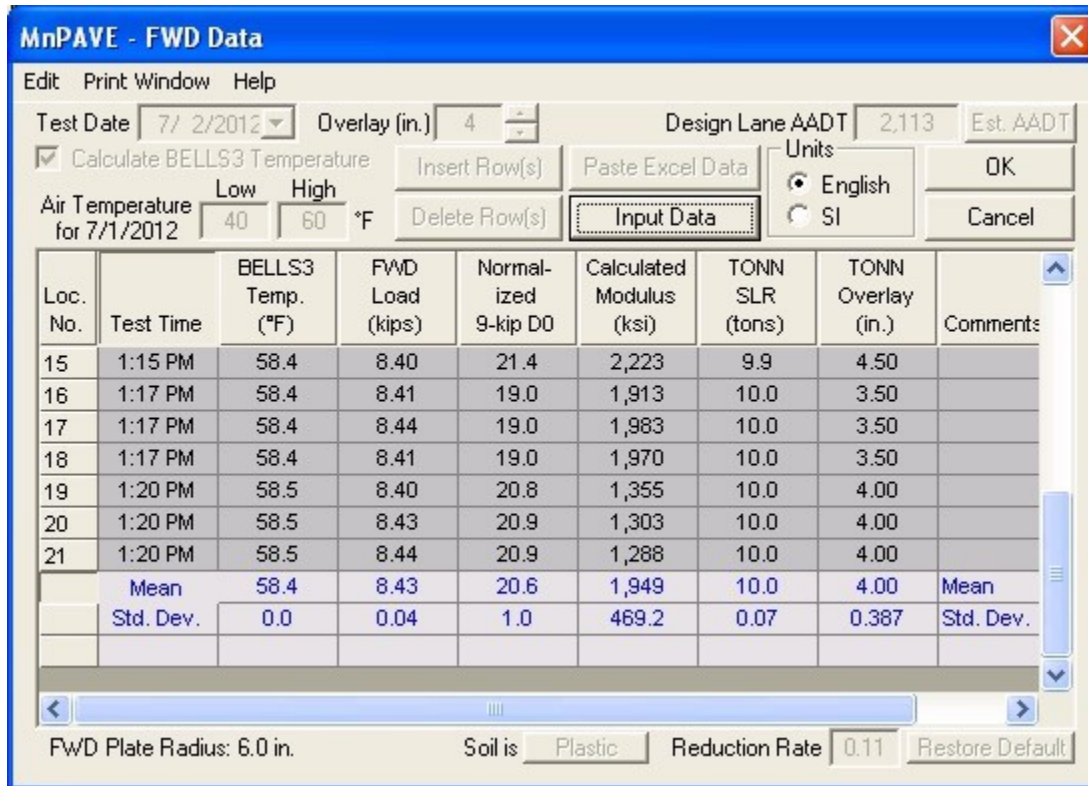 MnPAVE - FWD Data
Edit Print Window Help
Test Date 7/ 2/2012 Overlay (in.) 4 Design Lane AADT 2,113 Est. AADT
Calculate BELLS3 Temperature Insert Row(s) Paste Excel Data Units English SI OK
Air Temperature for 7/1/2012 Low 40 High 60 °F Delete Row(s) Input Data Cancel
Loc. No. Test Time BELLS3 Temp. (°F) FWD Load (kips) Normal-ized 9-kip D0 Calculated Modulus (ksi) TONN SLR (tons) TONN Overlay (in.) Comments
15 1:15 PM 58.4 8.40 21.4 2,223 9.9 4.50
16 1:17 PM 58.4 8.41 19.0 1,913 10.0 3.50
17 1:17 PM 58.4 8.44 19.0 1,983 10.0 3.50
18 1:17 PM 58.4 8.41 19.0 1,970 10.0 3.50
19 1:20 PM 58.5 8.40 20.8 1,355 10.0 4.00
20 1:20 PM 58.5 8.43 20.9 1,303 10.0 4.00
21 1:20 PM 58.5 8.44 20.9 1,288 10.0 4.00
Mean 58.4 8.43 20.6 1,949 10.0 4.00 Mean
Std. Dev. 0.0 0.04 1.0 469.2 0.07 0.387 Std. Dev.
FWD Plate Radius: 6.0 in. Soil is Plastic Reduction Rate 0.11 Restore Default